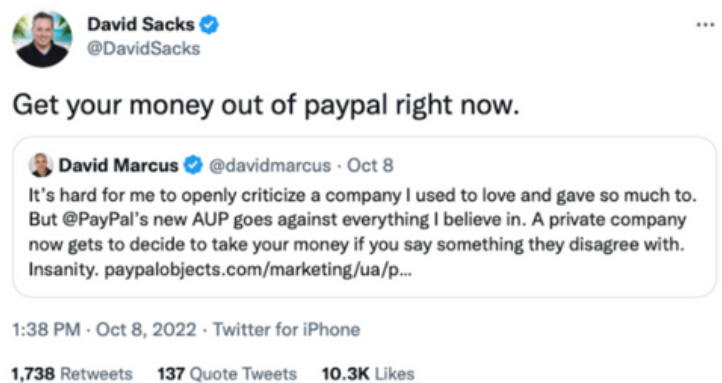 David Sacks
@DavidSacks
Get your money out of paypal right now.
David Marcus @davidmarcus · Oct 8
It's hard for me to openly criticize a company I used to love and gave so much to.
But @PayPal's new AUP goes against everything I believe in. A private company
now gets to decide to take your money if you say something they disagree with.
Insanity. paypalobjects.com/marketing/ua/p...
1:38 PM · Oct 8, 2022 · Twitter for iPhone
1,738 Retweets 137 Quote Tweets 10.3K Likes